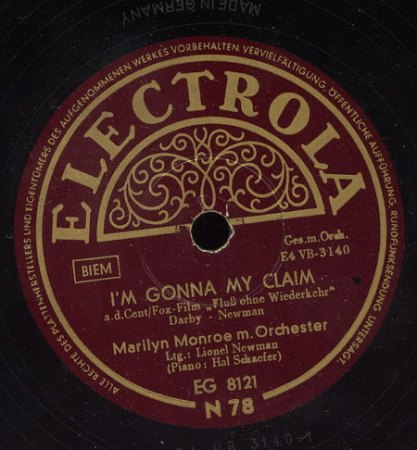 MADE IN GERMANY
ALLE RECHTE DES PLATTENHERSTELLERS UND EIGENTÜMERS DES AUFGENOMMENEN WERKES VORBEHALTEN VERVIELFÄLTIGUNG, ÖFFENTLICHE AUFFÜHRUNG, RUNDFUNKSENDUNG UNTERSAGT.
ELECTROLA
Ges.m.Orch.
E4 VB-3140
BIEM
I'M GONNA MY CLAIM
a.d.Cent/Fox-Film „Fluß ohne Wiederkehr"
Darby - Newman
Marilyn Monroe m. Orchester
Ltg.: Lionel Newman
(Piano: Hal Schaefer)
EG 8121
N 78
VB 3140-1